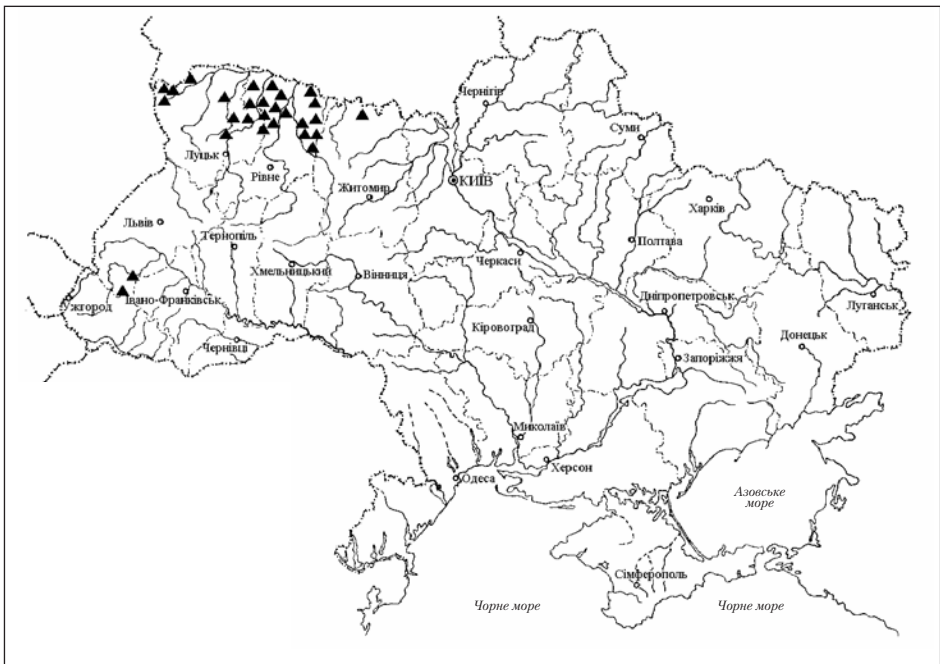 Чернігів
Суми
Луцьк
Рівне
КИЇВ
Житомир
Харків
Львів
Тернопіль
Полтава
Хмельницький
Вінниця
Черкаси
Ужгород
Івано-Франківськ
Дніпропетровськ
Луганськ
Кіровоград
Донецьк
Чернівці
Запоріжжя
Миколаїв
Херсон
Одеса
Азовське
море
Сімферополь
Чорне море
Чорне море